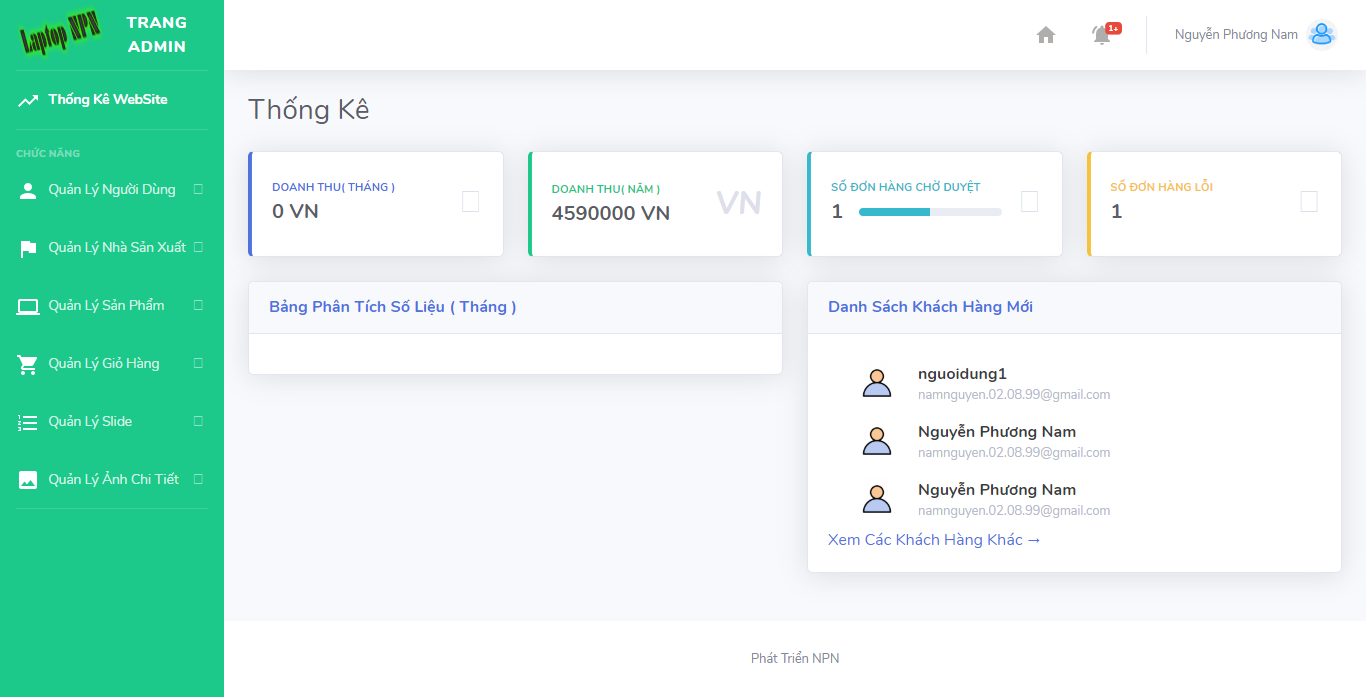 Laptop NPN
TRANG
ADMIN
1+
Nguyễn Phương Nam
Thống Kê WebSite
CHỨC NĂNG
Quản Lý Người Dùng
Quản Lý Nhà Sản Xuất
Quản Lý Sản Phẩm
Quản Lý Giỏ Hàng
Quản Lý Slide
Quản Lý Ảnh Chi Tiết
Thống Kê
DOANH THU( THÁNG )
0 VN
DOANH THU( NĂM )
4590000 VN
VN
SỐ ĐƠN HÀNG CHỜ DUYỆT
1
SỐ ĐƠN HÀNG LỖI
1
Bảng Phân Tích Số Liệu ( Tháng )
Danh Sách Khách Hàng Mới
nguoidung1
namnguyen.02.08.99@gmail.com
Nguyễn Phương Nam
namnguyen.02.08.99@gmail.com
Nguyễn Phương Nam
namnguyen.02.08.99@gmail.com
Xem Các Khách Hàng Khác →
Phát Triển NPN